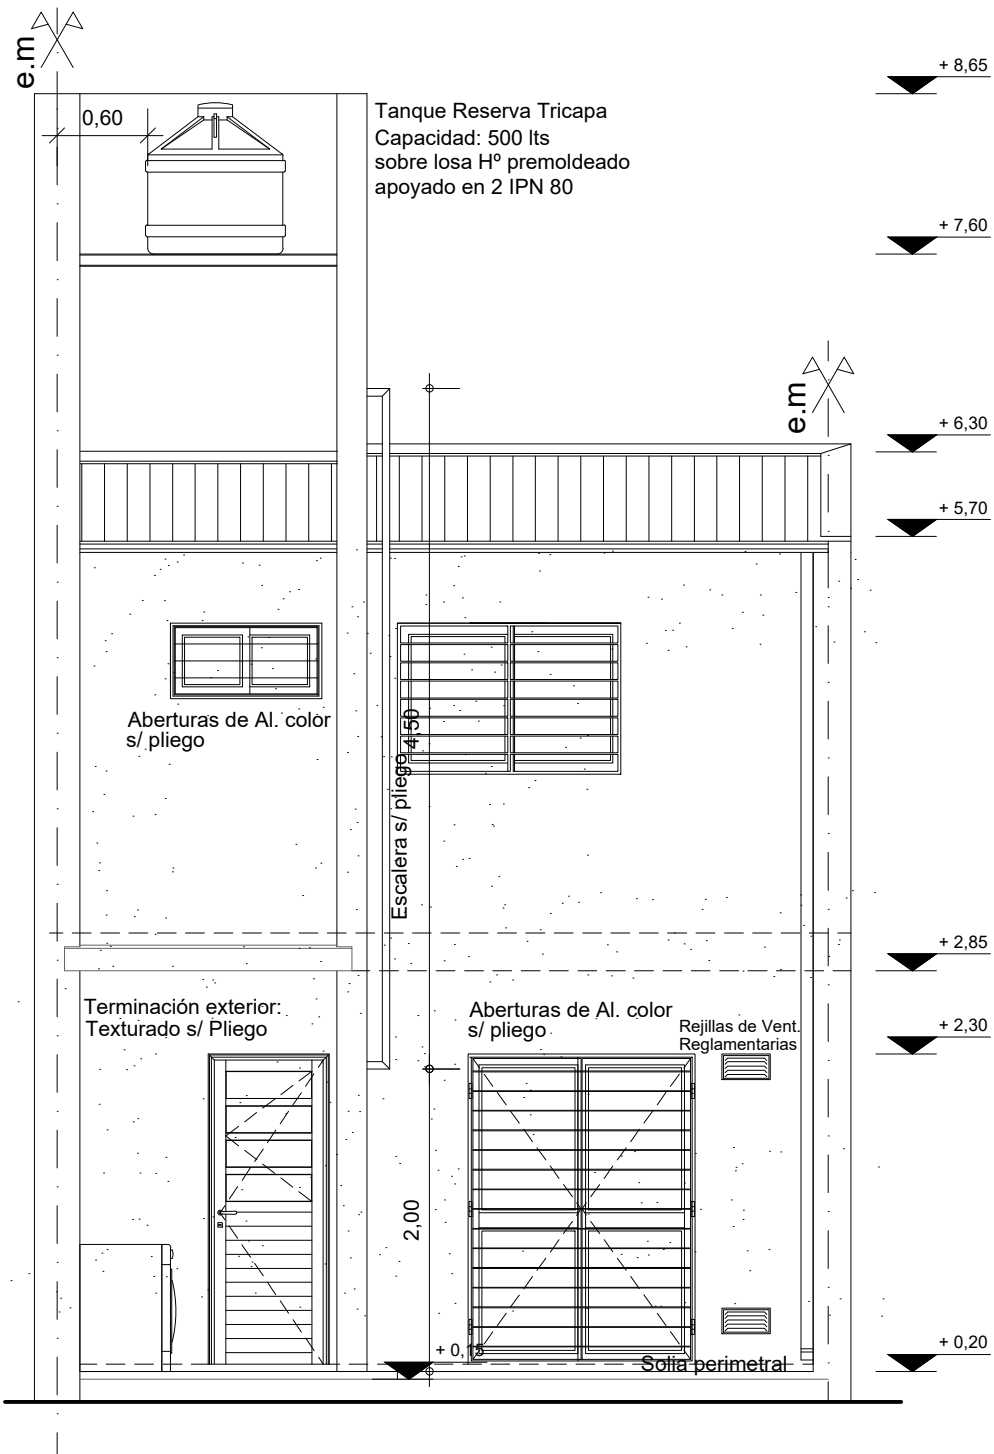 e.m
+ 8,65
0,60
Tanque Reserva Tricapa
Capacidad: 500 lts
sobre losa Hº premoldeado
apoyado en 2 IPN 80
+ 7,60
e.m
+ 6,30
+ 5,70
Aberturas de Al. color
s/ pliego
Escalera s/ pliego 4,50
+ 2,85
Terminación exterior:
Texturado s/ Pliego
Aberturas de Al. color
s/ pliego
Rejillas de Vent.
Reglamentarias
+ 2,30
2,00
+ 0,15
Solia perimetral
+ 0,20